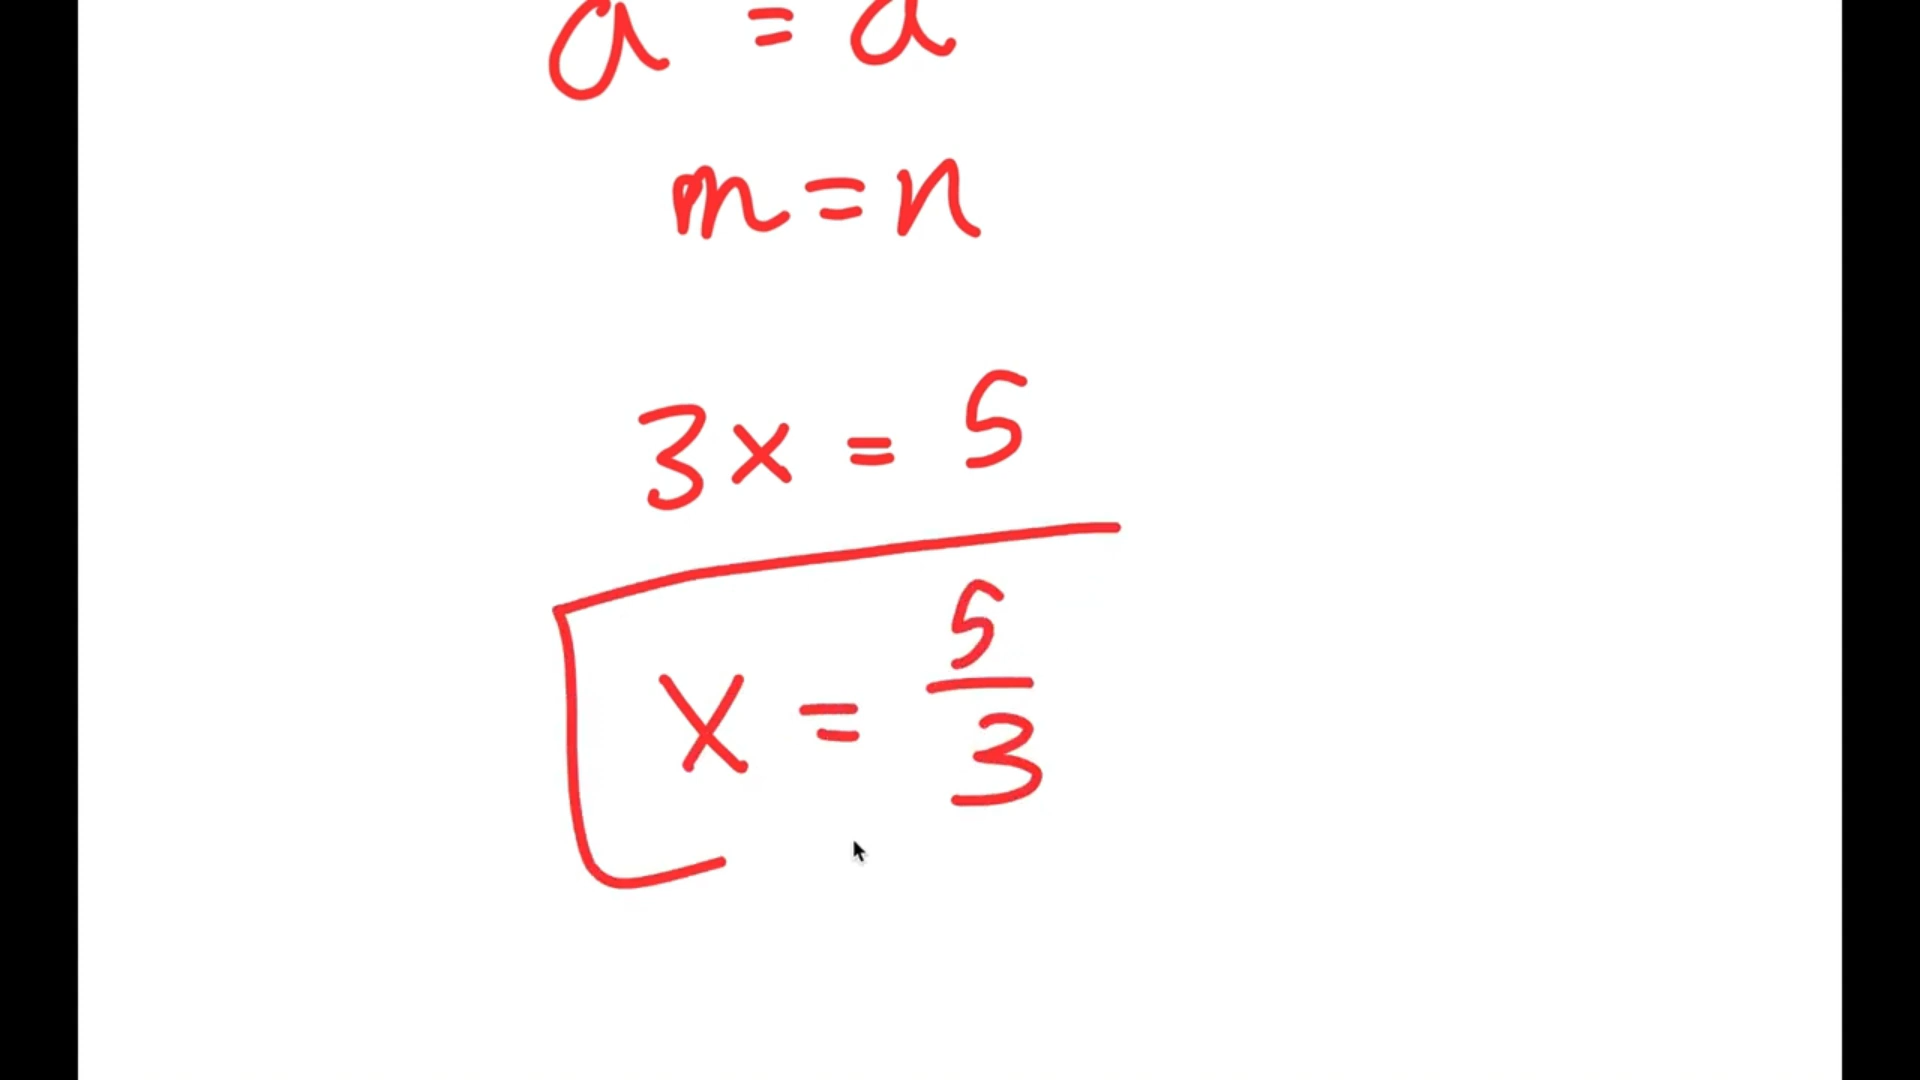 a = a
m = n
3x = 5
x = 5/3